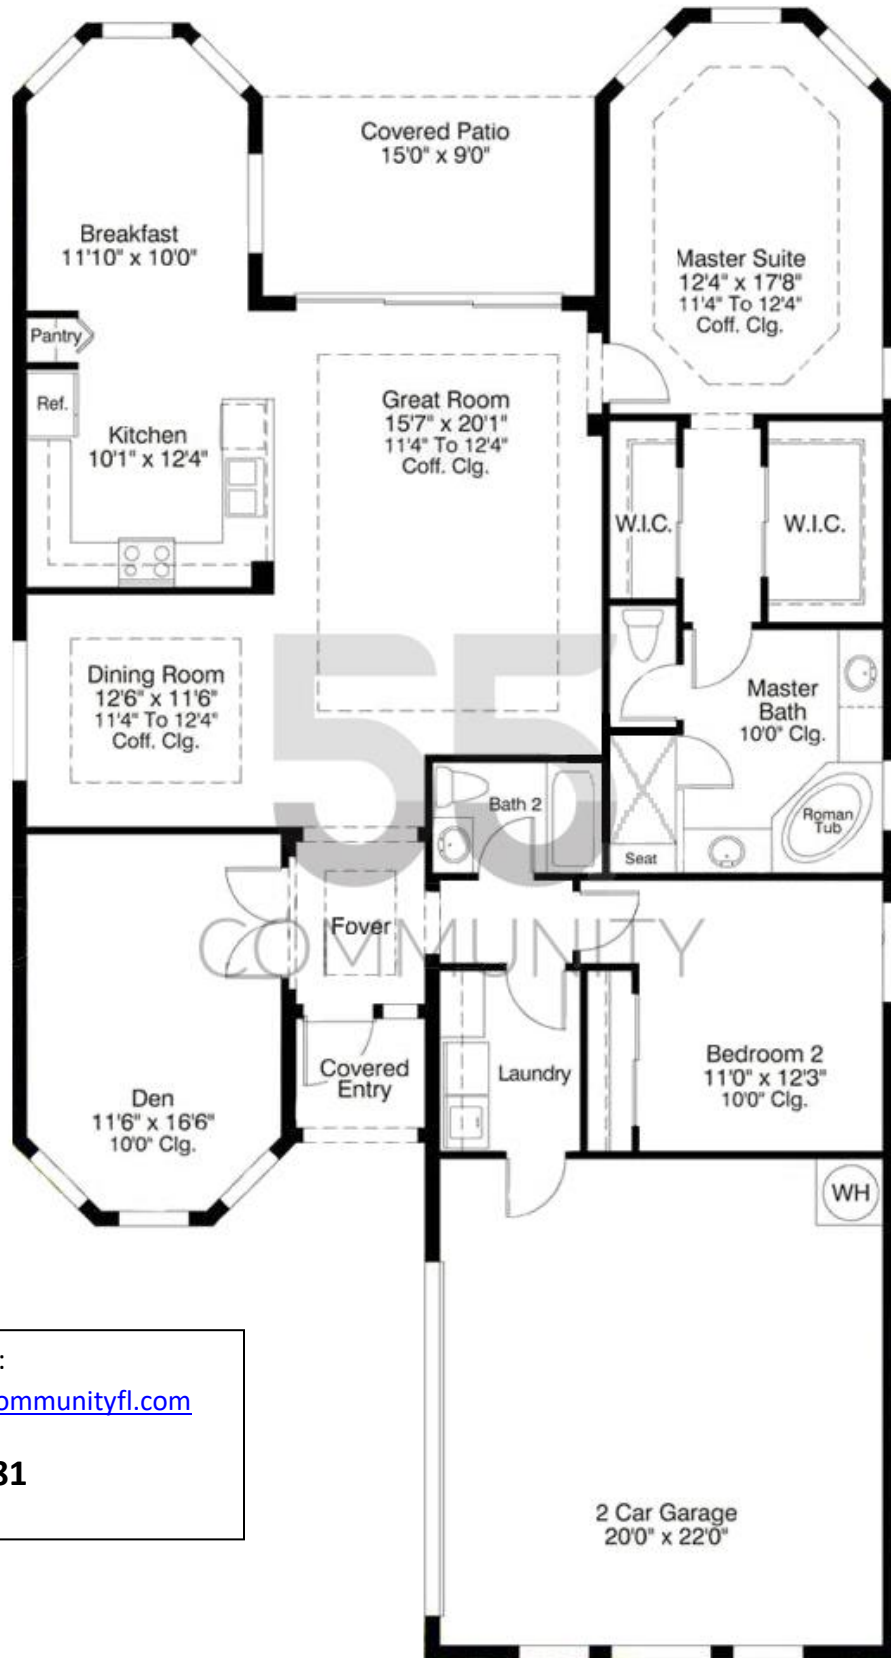 Covered Patio
15'0" x 9'0"
Breakfast
11'10" x 10'0"
Master Suite
12'4" x 17'8"
11'4" To 12'4"
Coff. Clg.
Pantry
Ref.
Kitchen
10'1" x 12'4"
Great Room
15'7" x 20'1"
11'4" To 12'4"
Coff. Clg.
W.I.C.
W.I.C.
Dining Room
12'6" x 11'6"
11'4" To 12'4"
Coff. Clg.
Master
Bath
10'0" Clg.
55
Bath 2
Roman
Tub
Seat
Foyer
COMMUNITY
Covered
Entry
Laundry
Bedroom 2
11'0" x 12'3"
10'0" Clg.
Den
11'6" x 16'6"
10'0" Clg.
WH
:
ommunityfl.com
31
2 Car Garage
20'0" x 22'0"